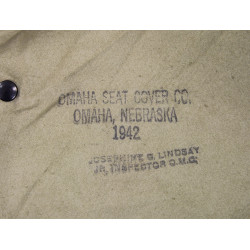 OMAHA SEAT COVER CO.
OMAHA, NEBRASKA
1942
JOSEPHINE G. LINDSAY
JR. INSPECTOR Q.M.C.